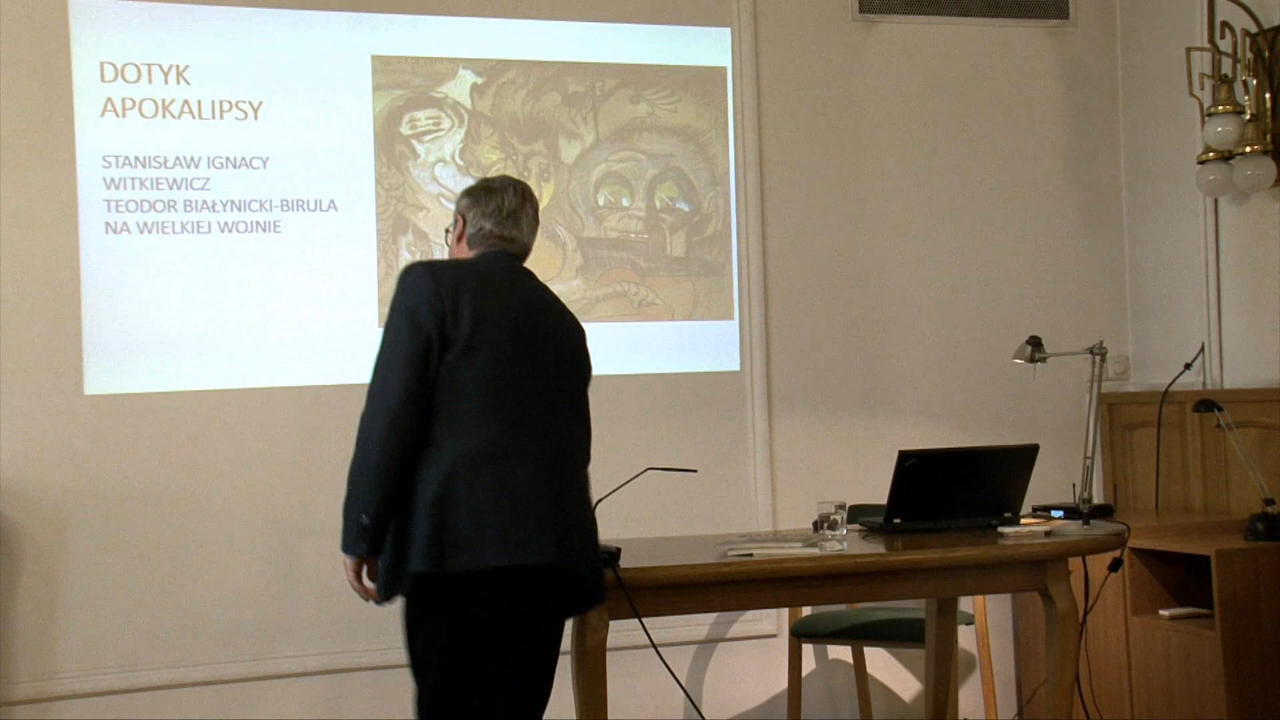 DOTYK
APOKALIPSY
STANISŁAW IGNACY
WITKIEWICZ
TEODOR BIAŁYNICKI-BIRULA
NA WIELKIEJ WOJNIE